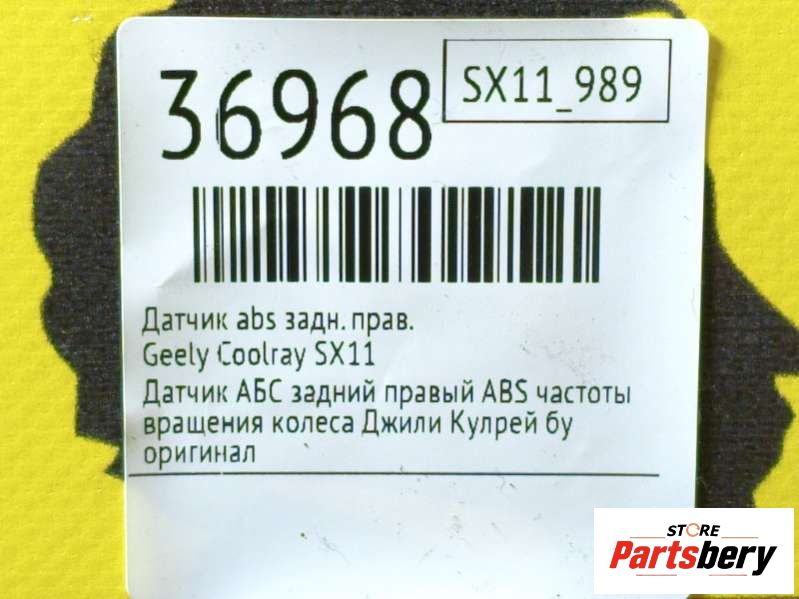 36968
SX11_989
Датчик abs задн. прав.
Geely Coolray SX11
Датчик АБС задний правый ABS частоты
вращения колеса Джили Кулрей бу
оригинал
STORE
Partsbery